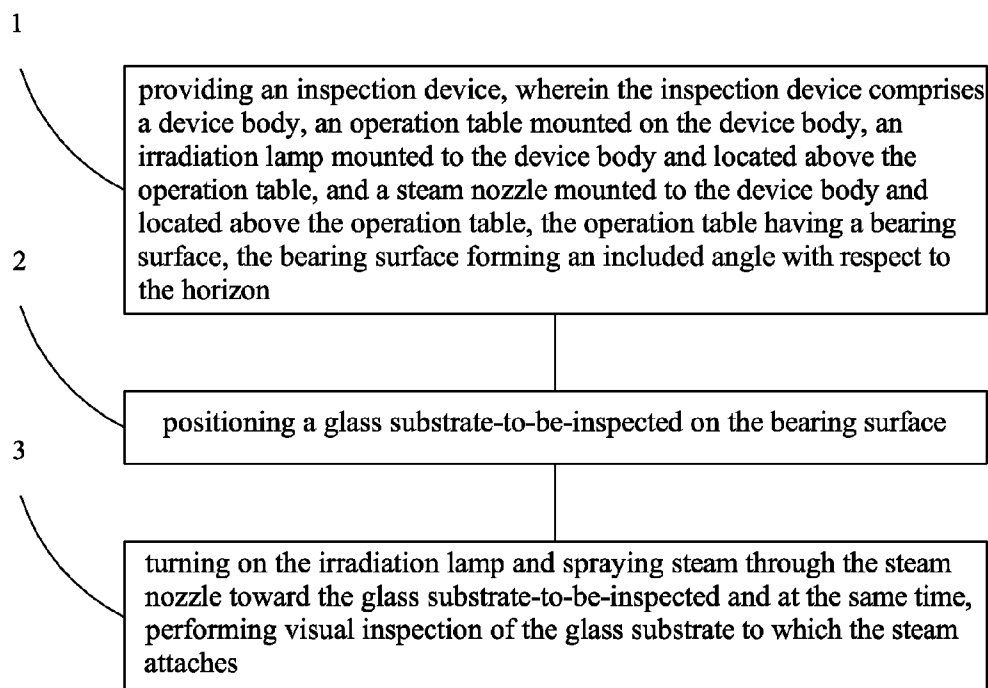 1
providing an inspection device, wherein the inspection device comprises
a device body, an operation table mounted on the device body, an
irradiation lamp mounted to the device body and located above the
operation table, and a steam nozzle mounted to the device body and
located above the operation table, the operation table having a bearing
surface, the bearing surface forming an included angle with respect to
the horizon
2
positioning a glass substrate-to-be-inspected on the bearing surface
3
turning on the irradiation lamp and spraying steam through the steam
nozzle toward the glass substrate-to-be-inspected and at the same time,
performing visual inspection of the glass substrate to which the steam
attaches